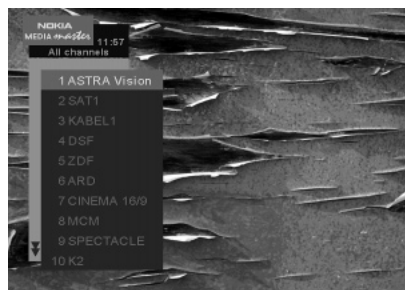 NOKIA
MEDIA master 11:57
All channels
1 ASTRA Vision
2 SAT1
3 KABEL1
4 DSF
5 ZDF
6 ARD
7 CINEMA 16/9
8 MCM
9 SPECTACLE
10 K2